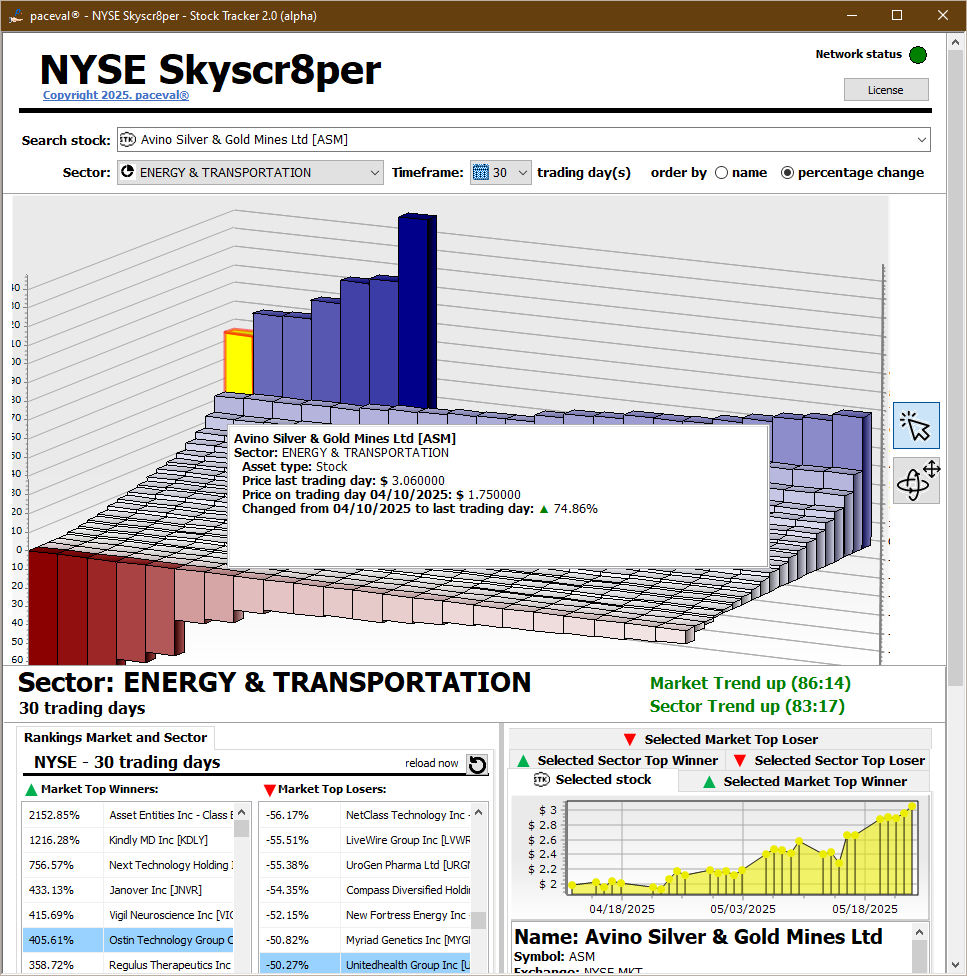 paceval® - NYSE Skyscr8per - Stock Tracker 2.0 (alpha)
NYSE Skyscr8per
Copyright 2025. paceval®
Network status
License
Search stock: STK Avino Silver & Gold Mines Ltd [ASM]
Sector: ENERGY & TRANSPORTATION Timeframe: 30 trading day(s) order by name percentage change
40
30
20
10
00
90
80
70
60
50
40
30
20
10
0
10
20
30
40
50
60
Avino Silver & Gold Mines Ltd [ASM]
Sector: ENERGY & TRANSPORTATION
Asset type: Stock
Price last trading day: $ 3.060000
Price on trading day 04/10/2025: $ 1.750000
Changed from 04/10/2025 to last trading day: ▲ 74.86%
Sector: ENERGY & TRANSPORTATION
30 trading days
Market Trend up (86:14)
Sector Trend up (83:17)
Rankings Market and Sector
NYSE - 30 trading days
reload now
Market Top Winners:
2152.85% Asset Entities Inc - Class B
1216.28% Kindly MD Inc [KDLY]
756.57% Next Technology Holding
433.13% Janover Inc [JNVR]
415.69% Vigil Neuroscience Inc [VIG
405.61% Ostin Technology Group C
358.72% Regulus Therapeutics Inc
Market Top Losers:
-56.17% NetClass Technology Inc -
-55.51% LiveWire Group Inc [LVWR
-55.38% UroGen Pharma Ltd [URGN
-54.35% Compass Diversified Holdi
-52.15% New Fortress Energy Inc -
-50.82% Myriad Genetics Inc [MYGN
-50.27% Unitedhealth Group Inc [U
Selected Market Top Loser
Selected Sector Top Winner Selected Sector Top Loser
STK Selected stock Selected Market Top Winner
$ 3
$ 2.8
$ 2.6
$ 2.4
$ 2.2
$ 2
04/18/2025 05/03/2025 05/18/2025
Name: Avino Silver & Gold Mines Ltd
Symbol: ASM
Exchange: NYSE MKT